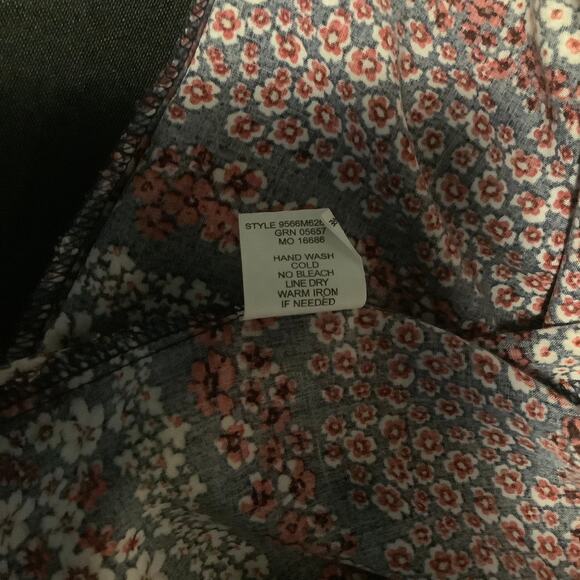 STYLE 9566M62
GRN 05657
MO 16686
HAND WASH
COLD
NO BLEACH
LINE DRY
WARM IRON
IF NEEDED